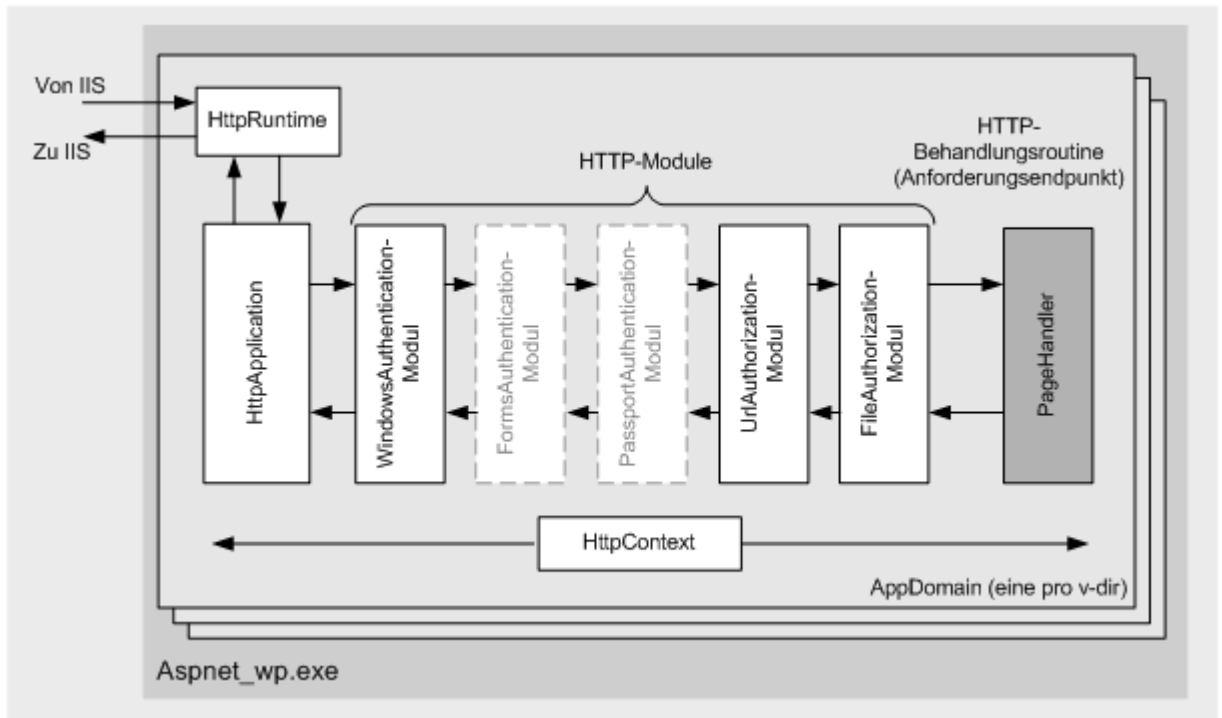 Von IIS
Zu IIS
HttpRuntime
HTTP-Module
HTTP-
Behandlungsroutine
(Anforderungsendpunkt)
HttpApplication
WindowsAuthentication-
Modul
FormsAuthentication-
Modul
PassportAuthentication-
Modul
UrlAuthorization-
Modul
FileAuthorization-
Modul
PageHandler
HttpContext
AppDomain (eine pro v-dir)
Aspnet_wp.exe